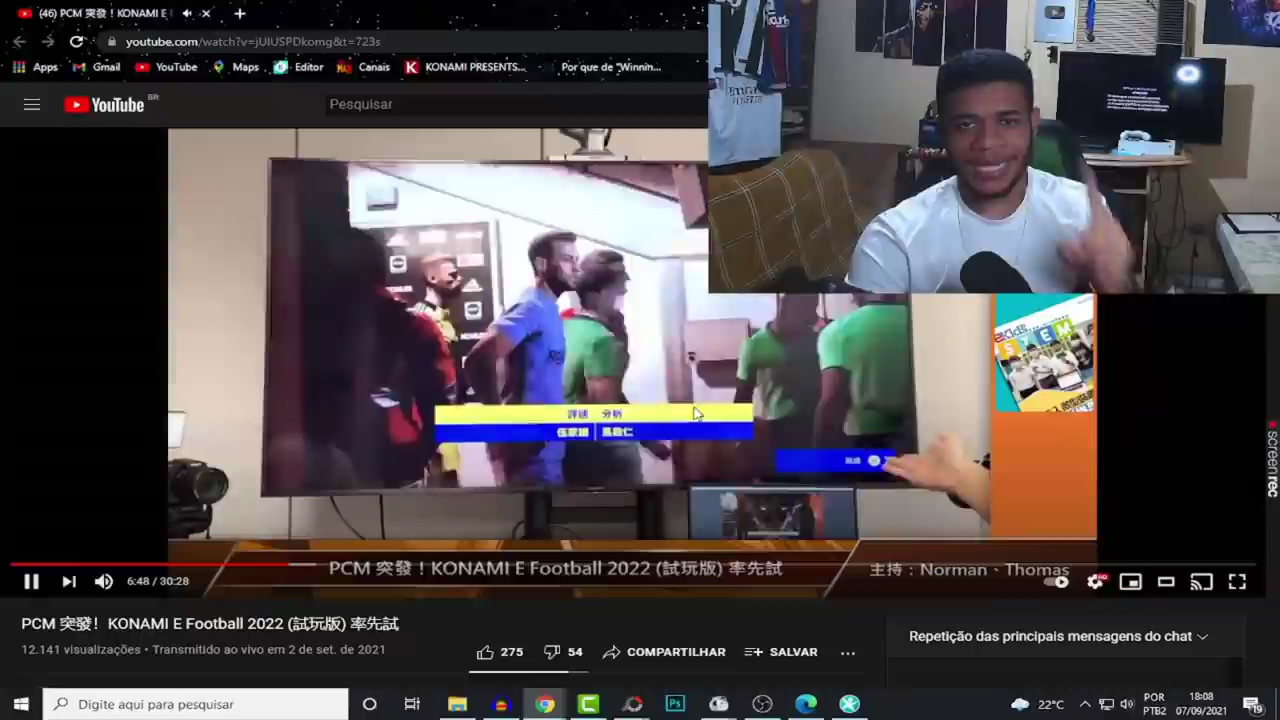 (46) PCM 突發！KONAMI E
youtube.com/watch?v=jUIUSPDkomg&t=723s
Apps Gmail YouTube Maps Editor Canais KONAMI PRESENTS... Por que de "Winnin...
YouTube BR
Pesquisar
STEM
評述 分析
PCM 突發！KONAMI E Football 2022 (試玩版) 率先試
主持：Norman、Thomas
6:48 / 30:28
HD
PCM 突發！KONAMI E Football 2022 (試玩版) 率先試
12.141 visualizações • Transmitido ao vivo em 2 de set. de 2021
275 54 COMPARTILHAR SALVAR
Repetição das principais mensagens do chat
screenrec
Digite aqui para pesquisar
Ps
22°C
POR
PTB2
18:08
07/09/2021
19